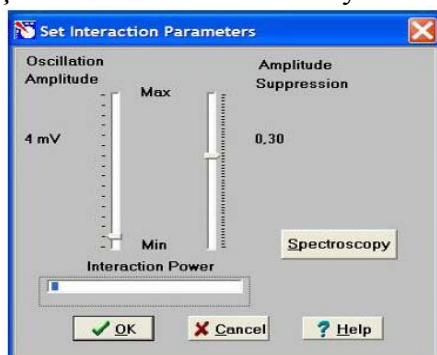 Set Interaction Parameters
Oscillation
Amplitude
Amplitude
Suppression
Max
4 mV
0,30
Min
Spectroscopy
Interaction Power
OK
Cancel
? Help